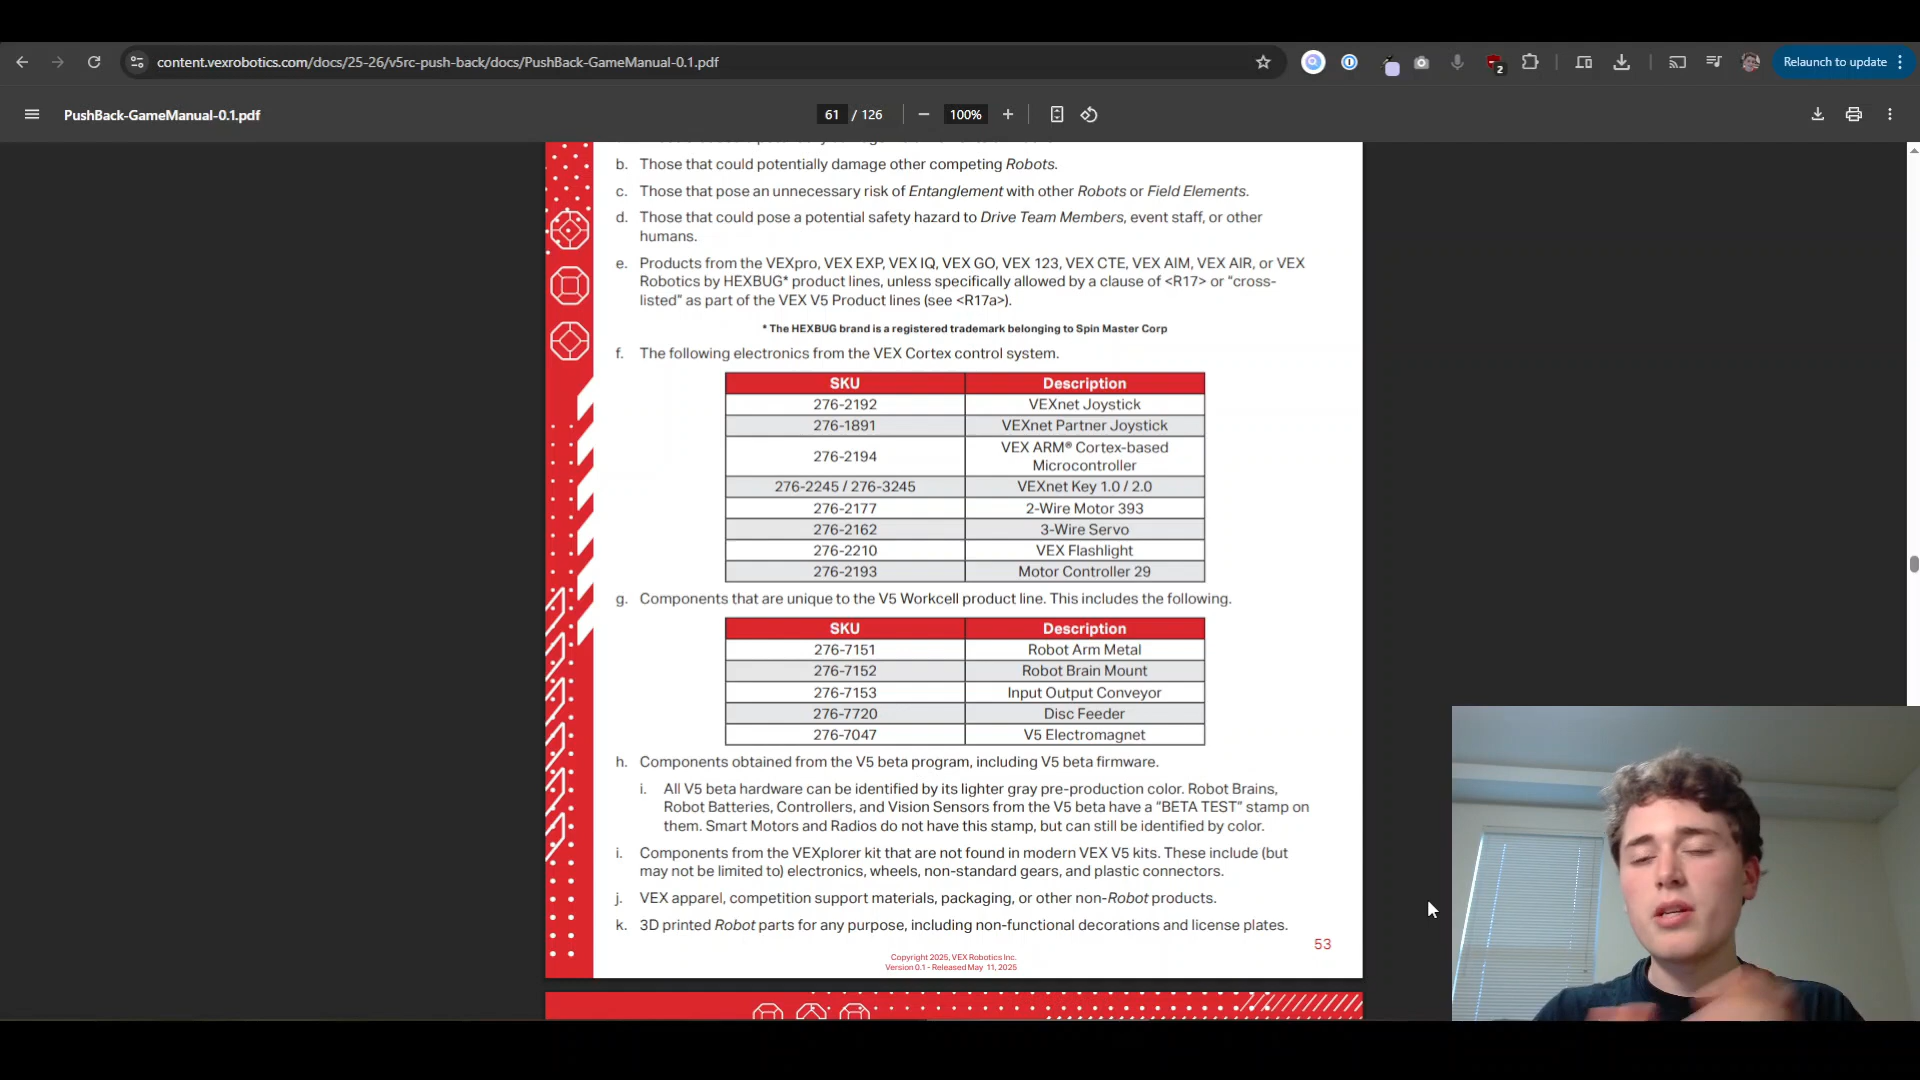 content.vexrobotics.com/docs/25-26/v5rc-push-back/docs/PushBack-GameManual-0.1.pdf
2
Relaunch to update
PushBack-GameManual-0.1.pdf
61 / 126
100%
b. Those that could potentially damage other competing Robots.
c. Those that pose an unnecessary risk of Entanglement with other Robots or Field Elements.
d. Those that could pose a potential safety hazard to Drive Team Members, event staff, or other
humans.
e. Products from the VEXpro, VEX EXP, VEX IQ, VEX GO, VEX 123, VEX CTE, VEX AIM, VEX AIR, or VEX
Robotics by HEXBUG* product lines, unless specifically allowed by a clause of <R17> or “cross-
listed” as part of the VEX V5 Product lines (see <R17a>).
* The HEXBUG brand is a registered trademark belonging to Spin Master Corp
f. The following electronics from the VEX Cortex control system.
SKU Description
276-2192 VEXnet Joystick
276-1891 VEXnet Partner Joystick
276-2194 VEX ARM® Cortex-based
Microcontroller
276-2245 / 276-3245 VEXnet Key 1.0 / 2.0
276-2177 2-Wire Motor 393
276-2162 3-Wire Servo
276-2210 VEX Flashlight
276-2193 Motor Controller 29
g. Components that are unique to the V5 Workcell product line. This includes the following.
SKU Description
276-7151 Robot Arm Metal
276-7152 Robot Brain Mount
276-7153 Input Output Conveyor
276-7720 Disc Feeder
276-7047 V5 Electromagnet
h. Components obtained from the V5 beta program, including V5 beta firmware.
i. All V5 beta hardware can be identified by its lighter gray pre-production color. Robot Brains,
Robot Batteries, Controllers, and Vision Sensors from the V5 beta have a “BETA TEST” stamp on
them. Smart Motors and Radios do not have this stamp, but can still be identified by color.
i. Components from the VEXplorer kit that are not found in modern VEX V5 kits. These include (but
may not be limited to) electronics, wheels, non-standard gears, and plastic connectors.
j. VEX apparel, competition support materials, packaging, or other non-Robot products.
k. 3D printed Robot parts for any purpose, including non-functional decorations and license plates.
53
Copyright 2025, VEX Robotics Inc.
Version 0.1 - Released May 11, 2025